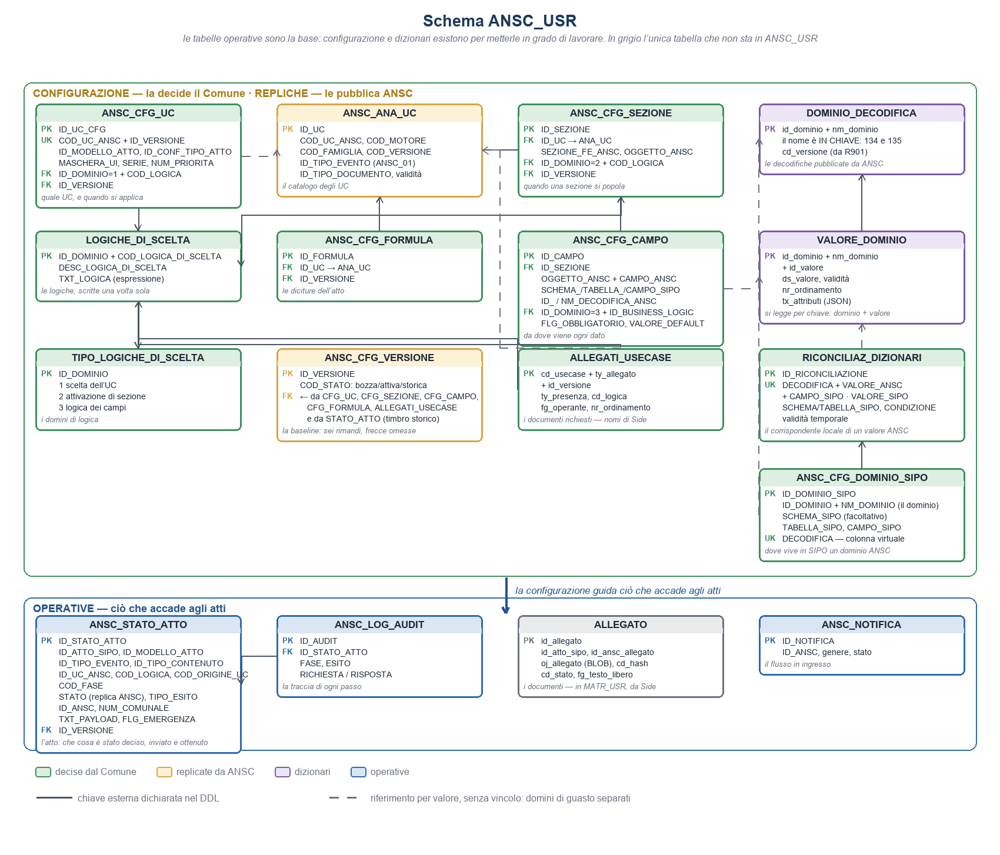 Schema ANSC_USR
le tabelle operative sono la base: configurazione e dizionari esistono per metterle in grado di lavorare. In grigio l'unica tabella che non sta in ANSC_USR
CONFIGURAZIONE — la decide il Comune · REPLICHE — le pubblica ANSC
ANSC_CFG_UC
PK ID_UC_CFG
UK COD_UC_ANSC + ID_VERSIONE
ID_MODELLO_ATTO, ID_CONF_TIPO_ATTO
MASCHERA_UI, SERIE, NUM_PRIORITA
FK ID_DOMINIO=1 + COD_LOGICA
FK ID_VERSIONE
quale UC, e quando si applica
ANSC_ANA_UC
PK ID_UC
COD_UC_ANSC, COD_MOTORE
COD_FAMIGLIA, COD_VERSIONE
ID_TIPO_EVENTO (ANSC_01)
ID_TIPO_DOCUMENTO, validità
il catalogo degli UC
ANSC_CFG_SEZIONE
PK ID_SEZIONE
FK ID_UC → ANA_UC
SEZIONE_FE_ANSC, OGGETTO_ANSC
FK ID_DOMINIO=2 + COD_LOGICA
FK ID_VERSIONE
quando una sezione si popola
DOMINIO_DECODIFICA
PK id_dominio + nm_dominio
il nome è IN CHIAVE: 134 e 135
cd_versione (da R901)
le decodifiche pubblicate da ANSC
LOGICHE_DI_SCELTA
PK ID_DOMINIO + COD_LOGICA_DI_SCELTA
DESC_LOGICA_DI_SCELTA
TXT_LOGICA (espressione)
le logiche, scritte una volta sola
ANSC_CFG_FORMULA
PK ID_FORMULA
FK ID_UC → ANA_UC
FK ID_VERSIONE
le diciture dell'atto
ANSC_CFG_CAMPO
PK ID_CAMPO
FK ID_SEZIONE
OGGETTO_ANSC + CAMPO_ANSC
SCHEMA_/TABELLA_/CAMPO_SIPO
ID_ / NM_DECODIFICA_ANSC
FK ID_DOMINIO=3 + ID_BUSINESS_LOGIC
FLG_OBBLIGATORIO, VALORE_DEFAULT
da dove viene ogni dato
VALORE_DOMINIO
PK id_dominio + nm_dominio
+ id_valore
ds_valore, validità
nr_ordinamento
tx_attributi (JSON)
si legge per chiave: dominio + valore
TIPO_LOGICHE_DI_SCELTA
PK ID_DOMINIO
1 scelta dell'UC
2 attivazione di sezione
3 logica dei campi
i domini di logica
ANSC_CFG_VERSIONE
PK ID_VERSIONE
COD_STATO: bozza/attiva/storica
FK ← da CFG_UC, CFG_SEZIONE, CFG_CAMPO,
CFG_FORMULA, ALLEGATI_USECASE
e da STATO_ATTO (timbro storico)
la baseline: sei rimandi, frecce omesse
ALLEGATI_USECASE
PK cd_usecase + ty_allegato
+ id_versione
ty_presenza, cd_logica
fg_operante, nr_ordinamento
i documenti richiesti — nomi di Side
RICONCILIAZ_DIZIONARI
PK ID_RICONCILIAZIONE
UK DECODIFICA + VALORE_ANSC
+ CAMPO_SIPO · VALORE_SIPO
SCHEMA/TABELLA_SIPO, CONDIZIONE
validità temporale
il corrispondente locale di un valore ANSC
ANSC_CFG_DOMINIO_SIPO
PK ID_DOMINIO_SIPO
ID_DOMINIO + NM_DOMINIO (il dominio)
SCHEMA_SIPO (facoltativo)
TABELLA_SIPO, CAMPO_SIPO
UK DECODIFICA — colonna virtuale
dove vive in SIPO un dominio ANSC
la configurazione guida ciò che accade agli atti
OPERATIVE — ciò che accade agli atti
ANSC_STATO_ATTO
PK ID_STATO_ATTO
ID_ATTO_SIPO, ID_MODELLO_ATTO
ID_TIPO_EVENTO, ID_TIPO_CONTENUTO
ID_UC_ANSC, COD_LOGICA, COD_ORIGINE_UC
COD_FASE
STATO (replica ANSC), TIPO_ESITO
ID_ANSC, NUM_COMUNALE
TXT_PAYLOAD, FLG_EMERGENZA
FK ID_VERSIONE
l'atto: che cosa è stato deciso, inviato e ottenuto
ANSC_LOG_AUDIT
PK ID_AUDIT
FK ID_STATO_ATTO
FASE, ESITO
RICHIESTA / RISPOSTA
la traccia di ogni passo
ALLEGATO
PK id_allegato
id_atto_sipo, id_ansc_allegato
oj_allegato (BLOB), cd_hash
cd_stato, fg_testo_libero
i documenti — in MATR_USR, da Side
ANSC_NOTIFICA
PK ID_NOTIFICA
ID_ANSC, genere, stato
il flusso in ingresso
decise dal Comune
replicate da ANSC
dizionari
operative
chiave esterna dichiarata nel DDL
riferimento per valore, senza vincolo: domini di guasto separati